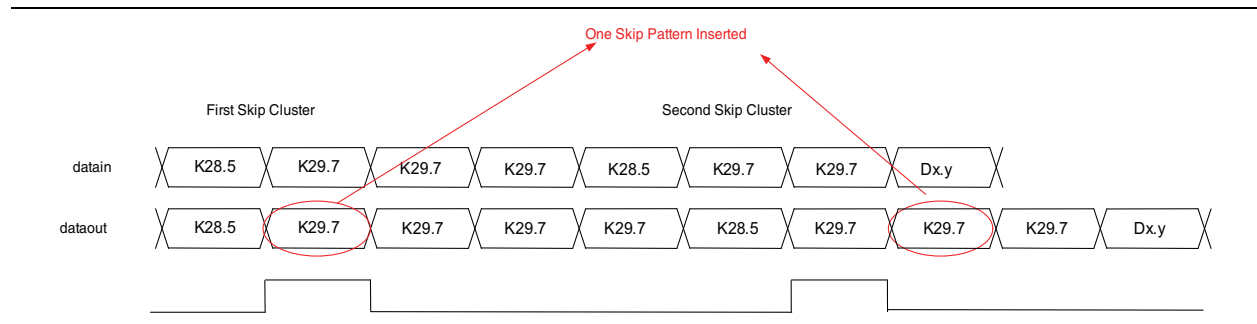 One Skip Pattern Inserted
First Skip Cluster Second Skip Cluster
datain K28.5 K29.7 K29.7 K29.7 K28.5 K29.7 K29.7 Dx.y
dataout K28.5 K29.7 K29.7 K29.7 K29.7 K28.5 K29.7 K29.7 K29.7 Dx.y